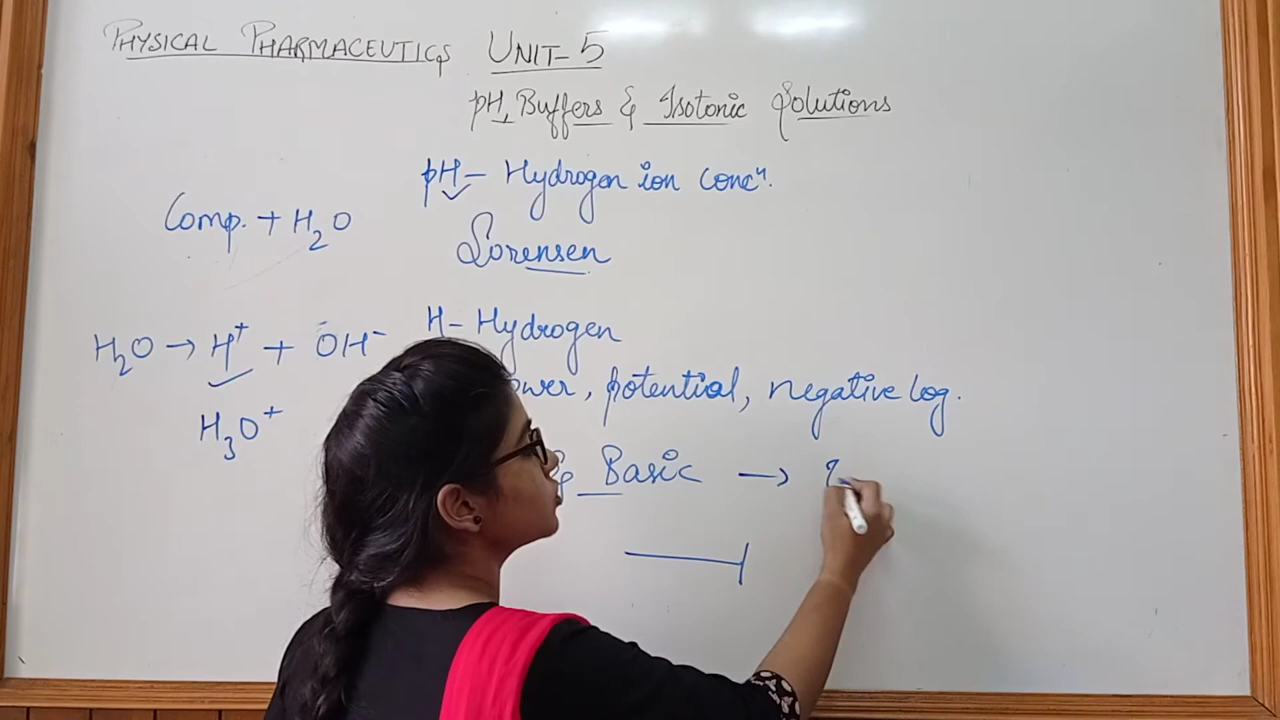 PHYSICAL PHARMACEUTICS UNIT-5
pH, Buffers & Isotonic Solutions
pH - Hydrogen ion concⁿ.
Comp. + H₂O
Sorensen
H - Hydrogen
H₂O → H⁺ + OH⁻
, potential, negative log.
H₃O⁺
& Basic →